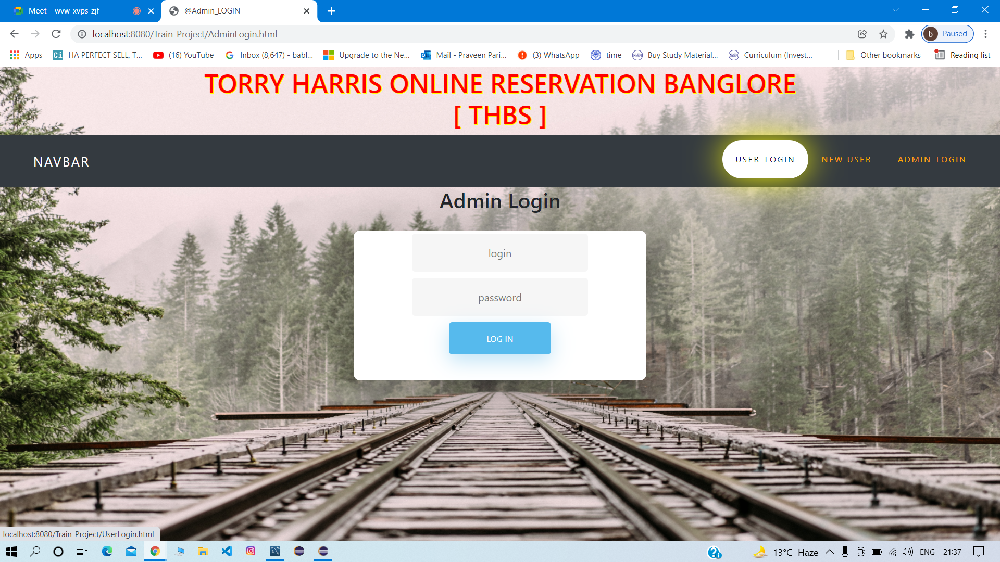 Meet – wvw-xvps-zjf
@Admin_LOGIN
localhost:8080/Train_Project/AdminLogin.html
b Paused
Apps Ci HA PERFECT SELL, T... (16) YouTube Inbox (8,647) - babl... Upgrade to the Ne... Mail - Praveen Pari... (3) WhatsApp time Buy Study Material... Curriculum (Invest... Other bookmarks Reading list
TORRY HARRIS ONLINE RESERVATION BANGLORE
[ THBS ]
NAVBAR USER_LOGIN NEW USER ADMIN_LOGIN
Admin Login
login
password
LOG IN
localhost:8080/Train_Project/UserLogin.html
13°C Haze ENG 21:37